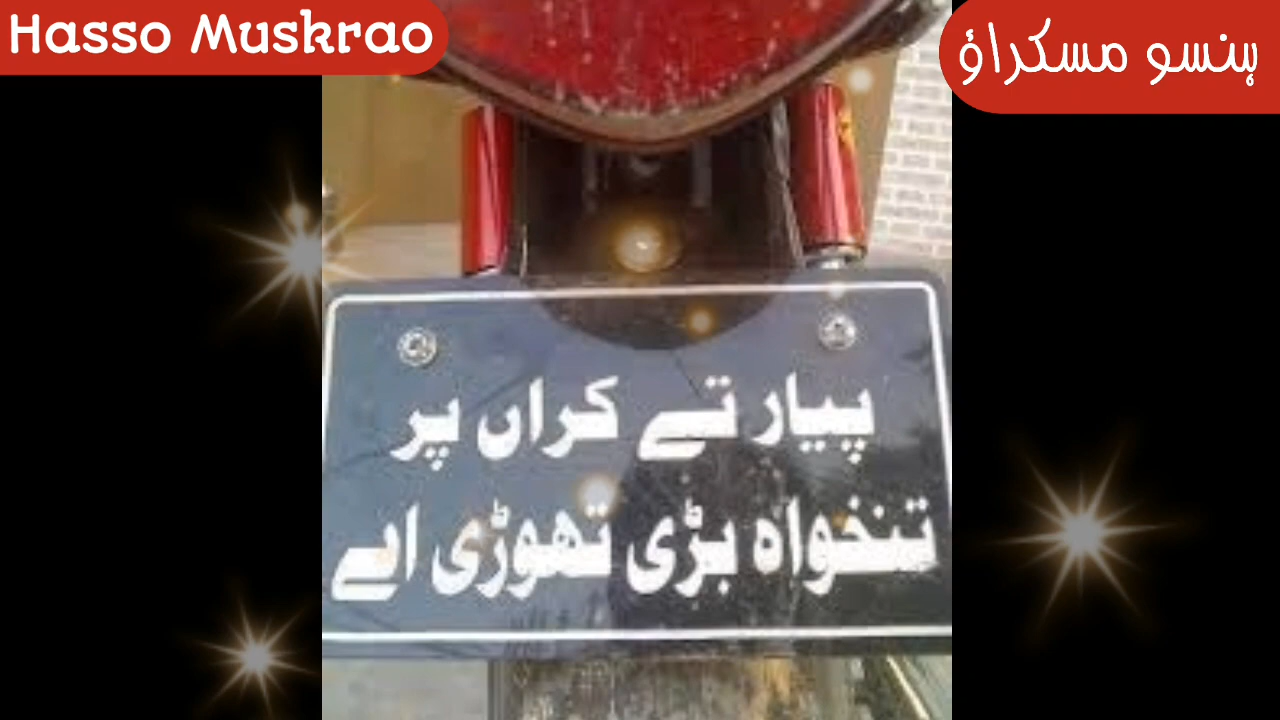 Hasso Muskrao
ہنسو مسکراؤ
پیار تے کراں پر
تنخواہ بڑی تھوڑی اے